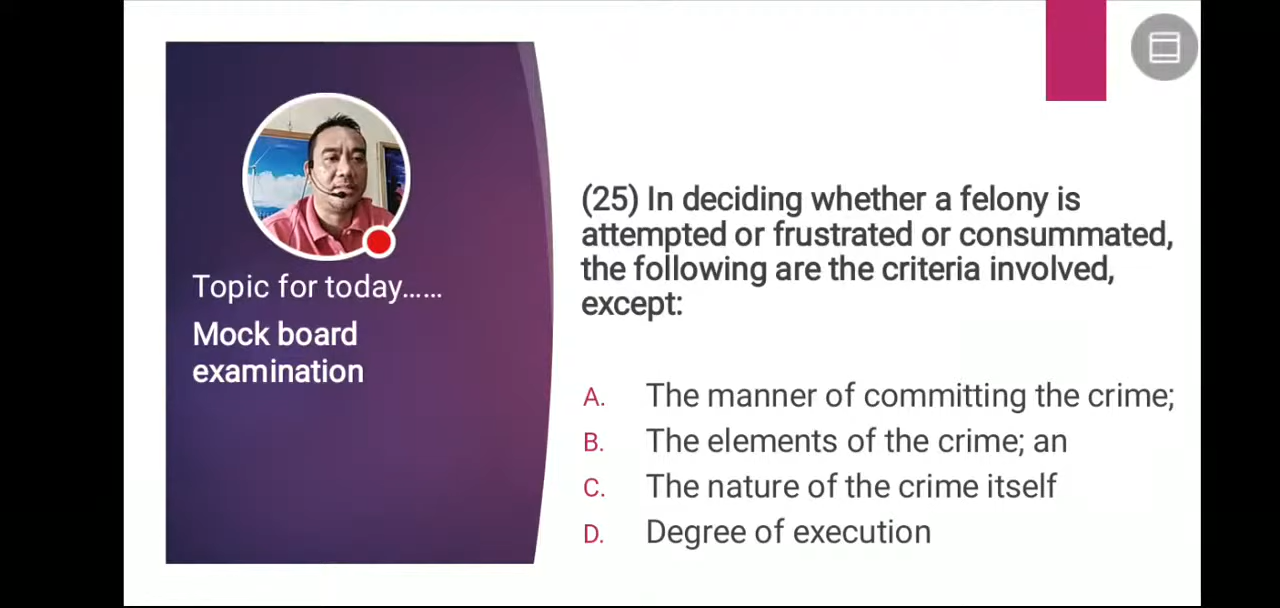 Topic for today......
Mock board
examination
(25) In deciding whether a felony is
attempted or frustrated or consummated,
the following are the criteria involved,
except:
A. The manner of committing the crime;
B. The elements of the crime; an
C. The nature of the crime itself
D. Degree of execution